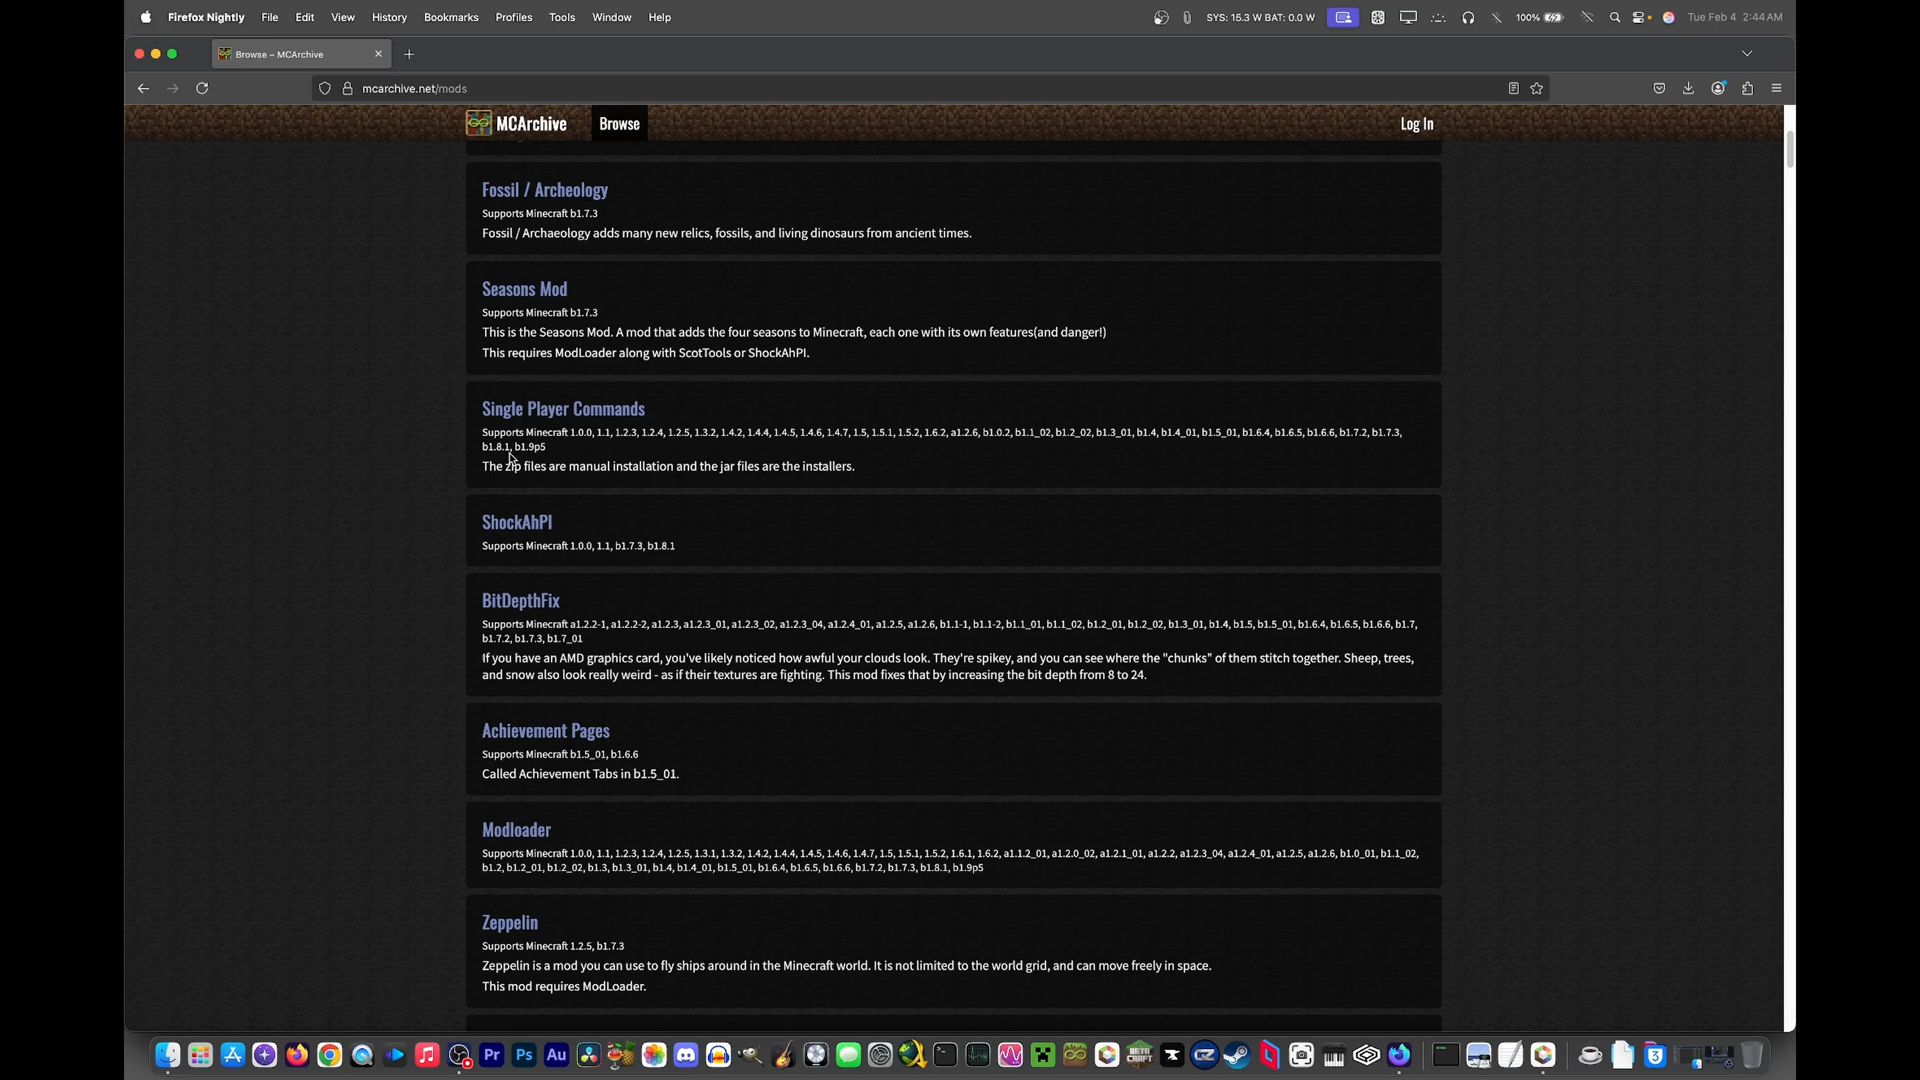 Firefox Nightly File Edit View History Bookmarks Profiles Tools Window Help SYS: 15.3 W BAT: 0.0 W 100% Tue Feb 4 2:44 AM
Browse – MCArchive
mcarchive.net/mods
MCArchive Browse Log In
Fossil / Archeology
Supports Minecraft b1.7.3
Fossil / Archaeology adds many new relics, fossils, and living dinosaurs from ancient times.
Seasons Mod
Supports Minecraft b1.7.3
This is the Seasons Mod. A mod that adds the four seasons to Minecraft, each one with its own features(and danger!)
This requires ModLoader along with ScotTools or ShockAhPI.
Single Player Commands
Supports Minecraft 1.0.0, 1.1, 1.2.3, 1.2.4, 1.2.5, 1.3.2, 1.4.2, 1.4.4, 1.4.5, 1.4.6, 1.4.7, 1.5, 1.5.1, 1.5.2, 1.6.2, a1.2.6, b1.0.2, b1.1_02, b1.2_02, b1.3_01, b1.4, b1.4_01, b1.5_01, b1.6.4, b1.6.5, b1.6.6, b1.7.2, b1.7.3,
b1.8.1, b1.9p5
The zip files are manual installation and the jar files are the installers.
ShockAhPI
Supports Minecraft 1.0.0, 1.1, b1.7.3, b1.8.1
BitDepthFix
Supports Minecraft a1.2.2-1, a1.2.2-2, a1.2.3, a1.2.3_01, a1.2.3_02, a1.2.3_04, a1.2.4_01, a1.2.5, a1.2.6, b1.1-1, b1.1-2, b1.1_01, b1.1_02, b1.2_01, b1.2_02, b1.3_01, b1.4, b1.5, b1.5_01, b1.6.4, b1.6.5, b1.6.6, b1.7,
b1.7.2, b1.7.3, b1.7_01
If you have an AMD graphics card, you've likely noticed how awful your clouds look. They're spikey, and you can see where the "chunks" of them stitch together. Sheep, trees,
and snow also look really weird - as if their textures are fighting. This mod fixes that by increasing the bit depth from 8 to 24.
Achievement Pages
Supports Minecraft b1.5_01, b1.6.6
Called Achievement Tabs in b1.5_01.
Modloader
Supports Minecraft 1.0.0, 1.1, 1.2.3, 1.2.4, 1.2.5, 1.3.1, 1.3.2, 1.4.2, 1.4.4, 1.4.5, 1.4.6, 1.4.7, 1.5, 1.5.1, 1.5.2, 1.6.1, 1.6.2, a1.1.2_01, a1.2.0_02, a1.2.1_01, a1.2.2, a1.2.3_04, a1.2.4_01, a1.2.5, a1.2.6, b1.0_01, b1.1_02,
b1.2, b1.2_01, b1.2_02, b1.3, b1.3_01, b1.4, b1.4_01, b1.5_01, b1.6.4, b1.6.5, b1.6.6, b1.7.2, b1.7.3, b1.8.1, b1.9p5
Zeppelin
Supports Minecraft 1.2.5, b1.7.3
Zeppelin is a mod you can use to fly ships around in the Minecraft world. It is not limited to the world grid, and can move freely in space.
This mod requires ModLoader.
Pr Ps Au BETA CRAFT 3